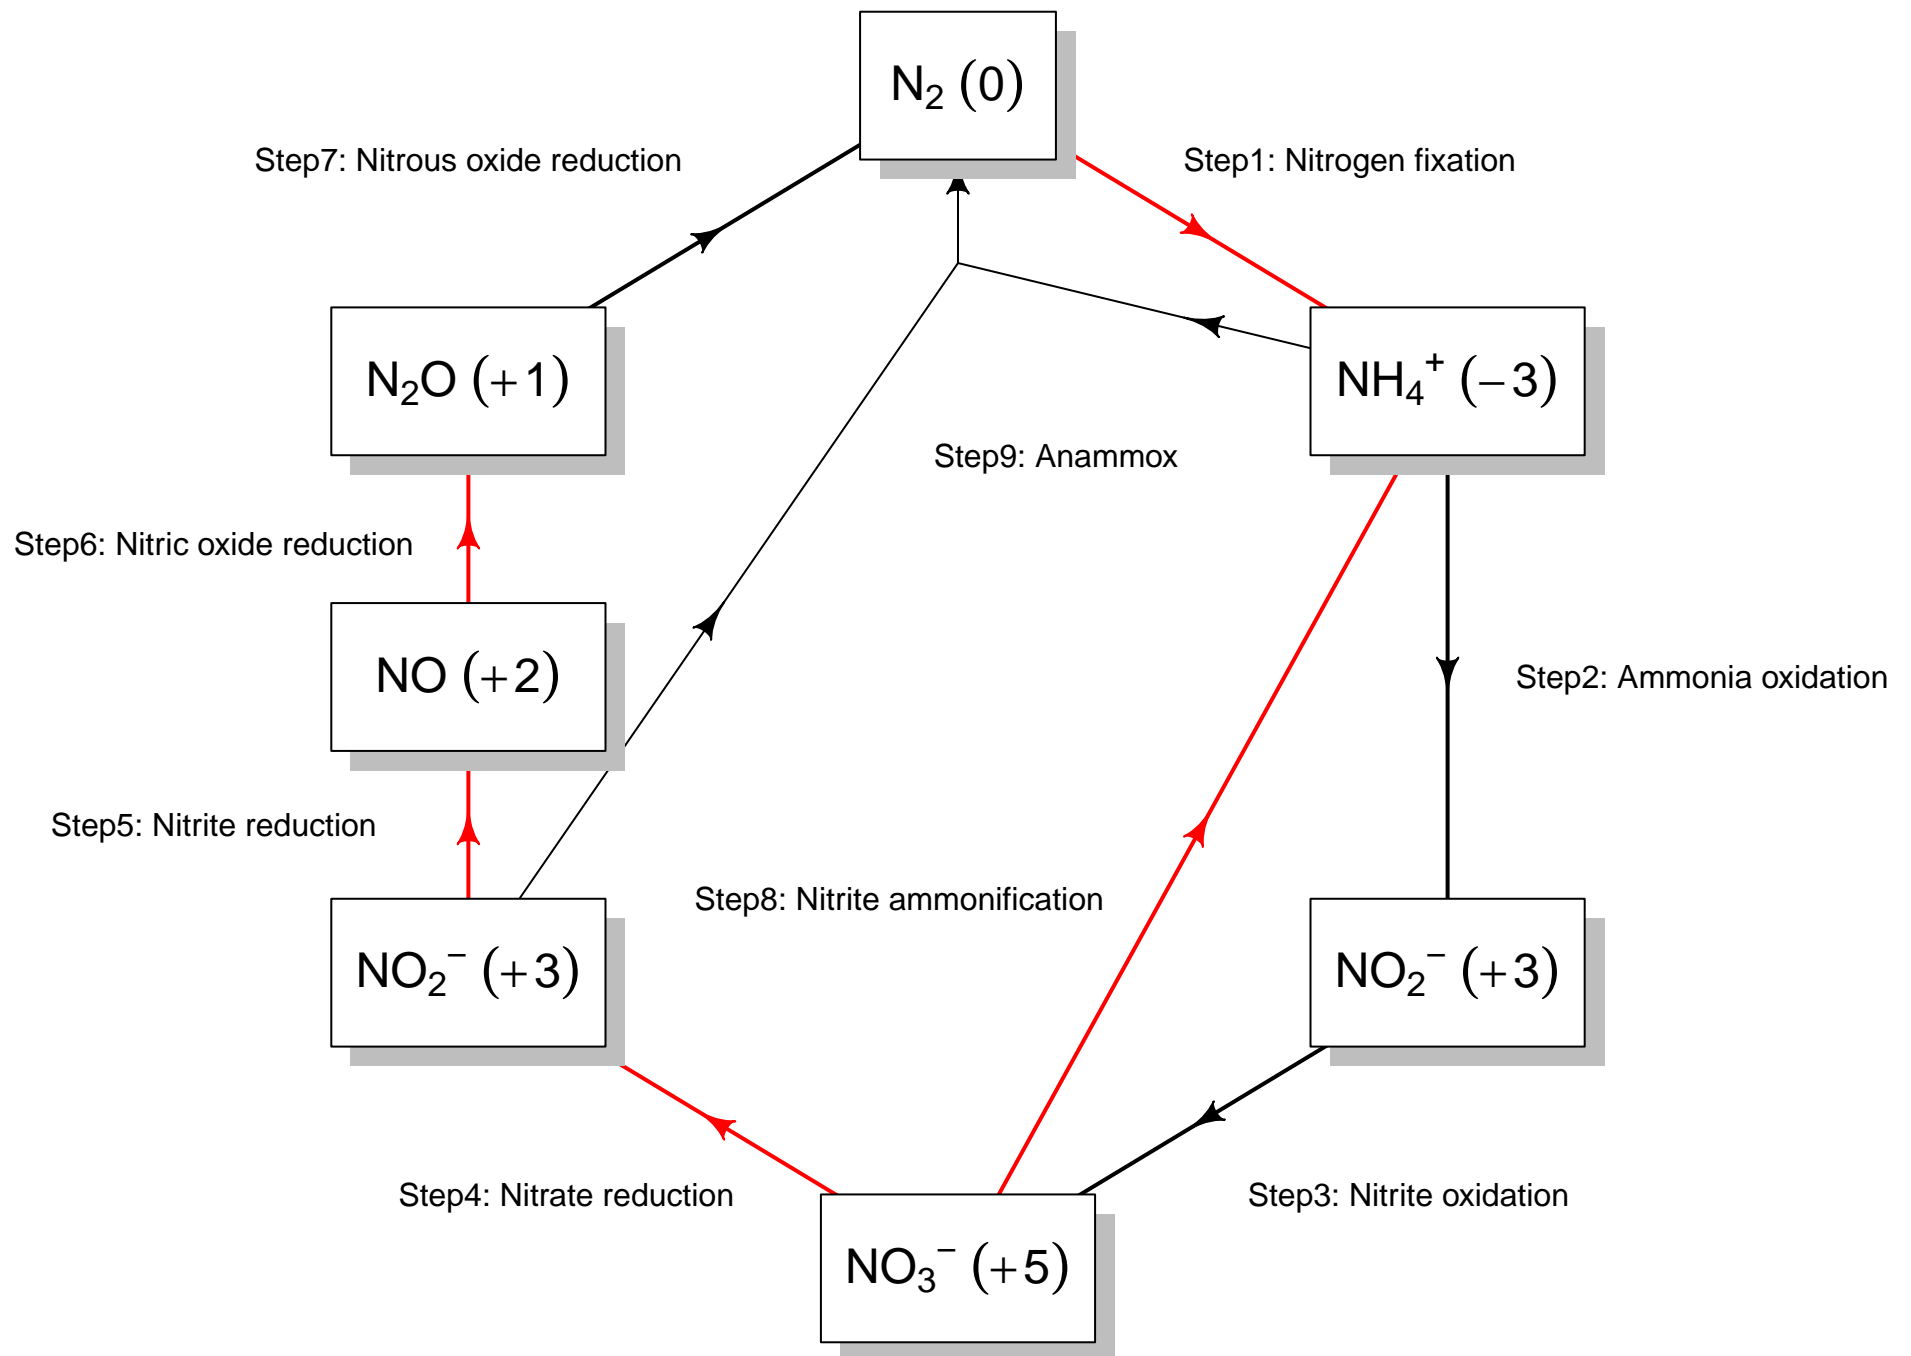 N₂ (0)
Step7: Nitrous oxide reduction
Step1: Nitrogen fixation
N₂O (+1)
NH₄⁺ (−3)
Step9: Anammox
Step6: Nitric oxide reduction
NO (+2)
Step2: Ammonia oxidation
Step5: Nitrite reduction
Step8: Nitrite ammonification
NO₂⁻ (+3)
NO₂⁻ (+3)
Step4: Nitrate reduction
Step3: Nitrite oxidation
NO₃⁻ (+5)